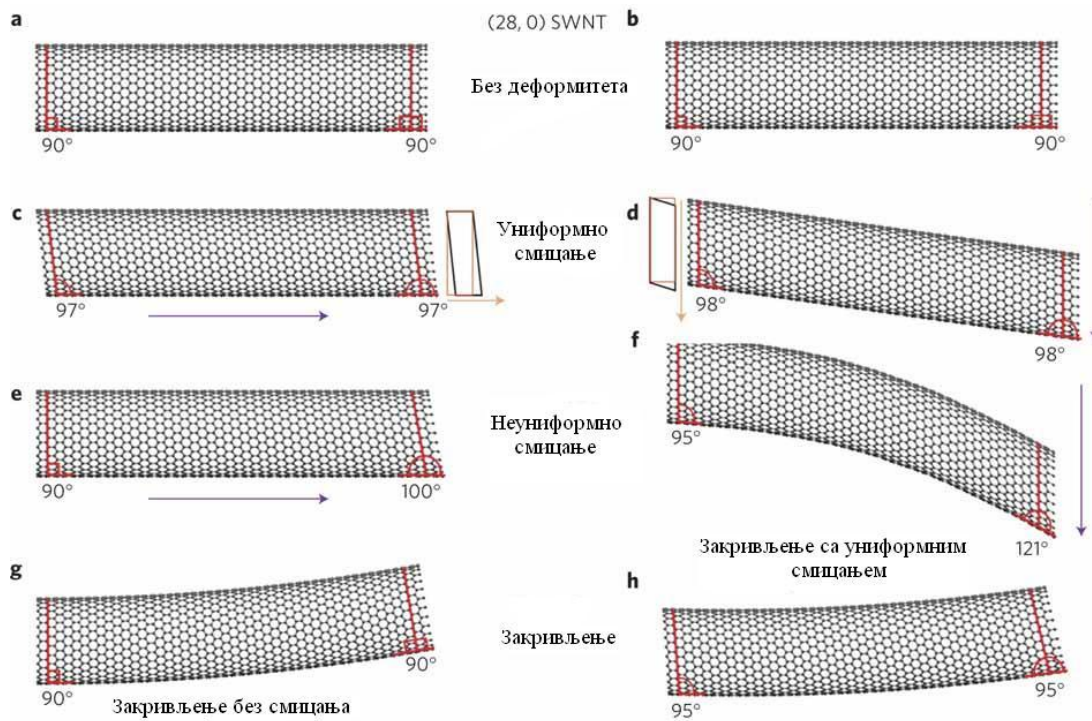 a
(28, 0) SWNT
b
Без деформитета
90°
90°
90°
90°
c
Униформно
смицање
d
97°
97°
98°
98°
e
Неуниформно
смицање
f
90°
100°
95°
121°
Закривљење са униформним
смицањем
g
Закривљење
h
90°
90°
95°
95°
Закривљење без смицања